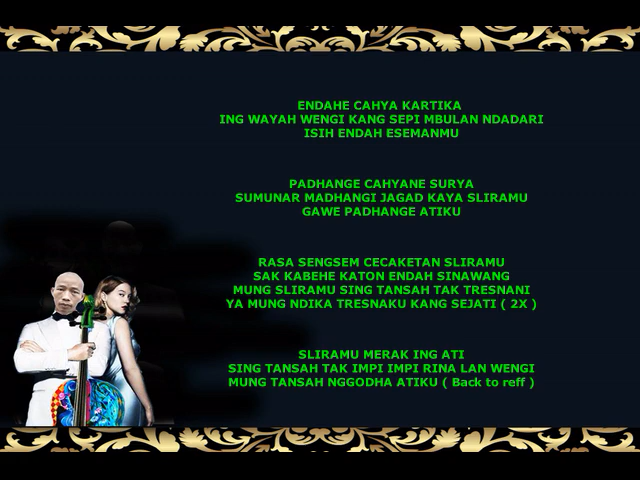 ENDAHE CAHYA KARTIKA
ING WAYAH WENGI KANG SEPI MBULAN NDADARI
ISIH ENDAH ESEMANMU
PADHANGE CAHYANE SURYA
SUMUNAR MADHANGI JAGAD KAYA SLIRAMU
GAWE PADHANGE ATIKU
RASA SENGSEM CECAKETAN SLIRAMU
SAK KABEHE KATON ENDAH SINAWANG
MUNG SLIRAMU SING TANSAH TAK TRESNANI
YA MUNG NDIKA TRESNAKU KANG SEJATI ( 2X )
SLIRAMU MERAK ING ATI
SING TANSAH TAK IMPI IMPI RINA LAN WENGI
MUNG TANSAH NGGODHA ATIKU ( Back to reff )